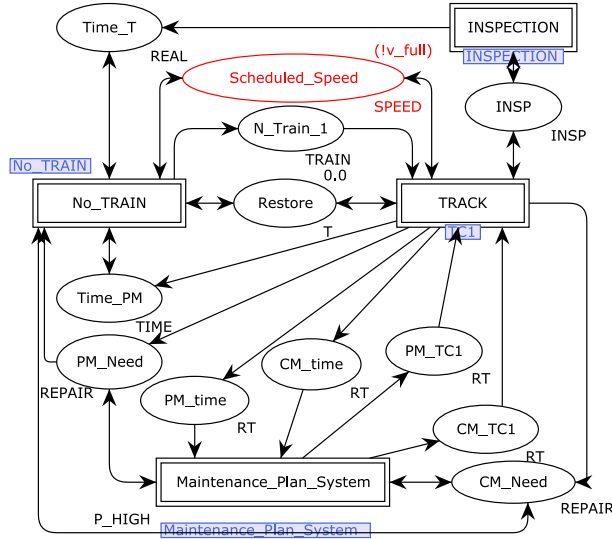 Time_T
INSPECTION
INSPECTION
REAL
(!v_full)
Scheduled_Speed
SPEED
INSP
INSP
N_Train_1
TRAIN
0.0
No_TRAIN
No_TRAIN
Restore
TRACK
TC1
T
Time_PM
TIME
PM_Need
REPAIR
CM_time
RT
PM_TC1
RT
PM_time
RT
CM_TC1
RT
Maintenance_Plan_System
CM_Need
REPAIR
P_HIGH
Maintenance_Plan_System